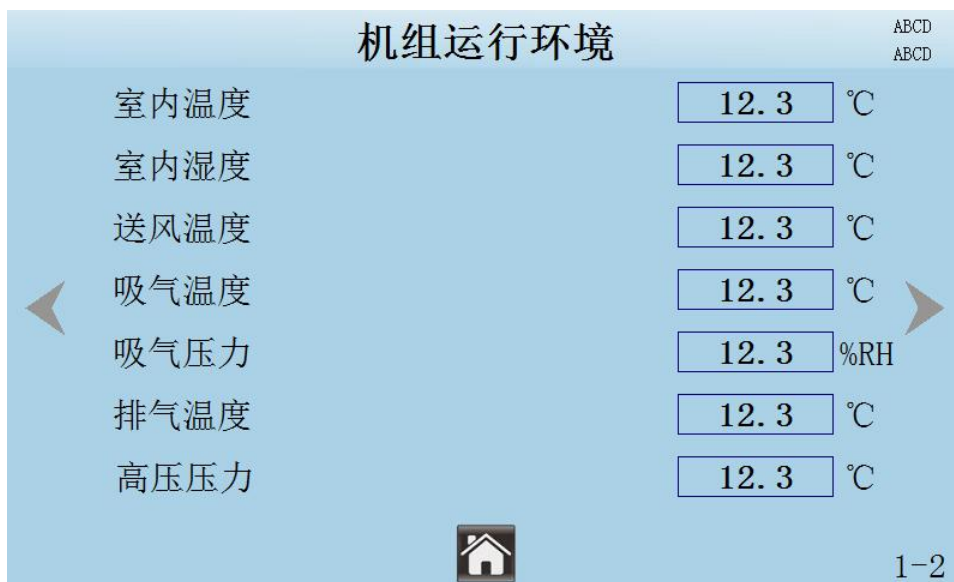 机组运行环境
ABCD
ABCD
室内温度 12.3 ℃
室内湿度 12.3 ℃
送风温度 12.3 ℃
吸气温度 12.3 ℃
吸气压力 12.3 %RH
排气温度 12.3 ℃
高压压力 12.3 ℃
1-2